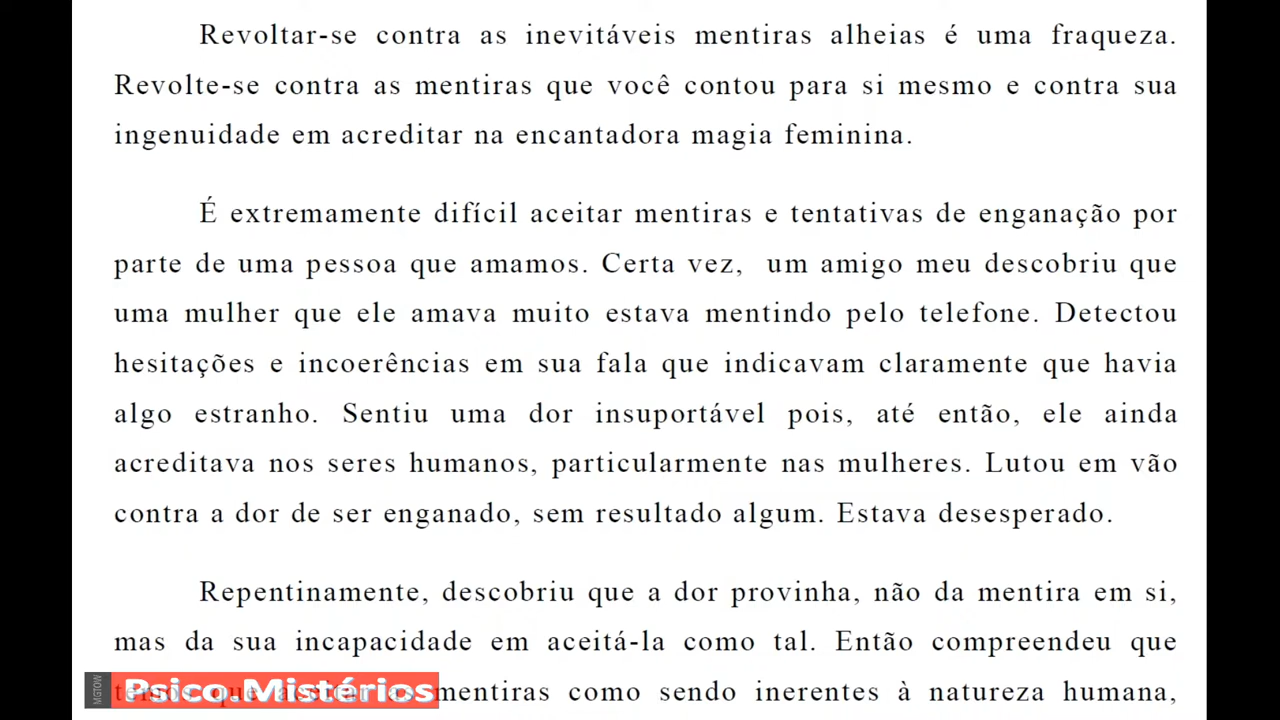 Revoltar-se contra as inevitáveis mentiras alheias é uma fraqueza.
Revolte-se contra as mentiras que você contou para si mesmo e contra sua
ingenuidade em acreditar na encantadora magia feminina.
É extremamente difícil aceitar mentiras e tentativas de enganação por
parte de uma pessoa que amamos. Certa vez, um amigo meu descobriu que
uma mulher que ele amava muito estava mentindo pelo telefone. Detectou
hesitações e incoerências em sua fala que indicavam claramente que havia
algo estranho. Sentiu uma dor insuportável pois, até então, ele ainda
acreditava nos seres humanos, particularmente nas mulheres. Lutou em vão
contra a dor de ser enganado, sem resultado algum. Estava desesperado.
Repentinamente, descobriu que a dor provinha, não da mentira em si,
mas da sua incapacidade em aceitá-la como tal. Então compreendeu que
mentiras como sendo inerentes à natureza humana,
MGTOW
Psico.Mistérios